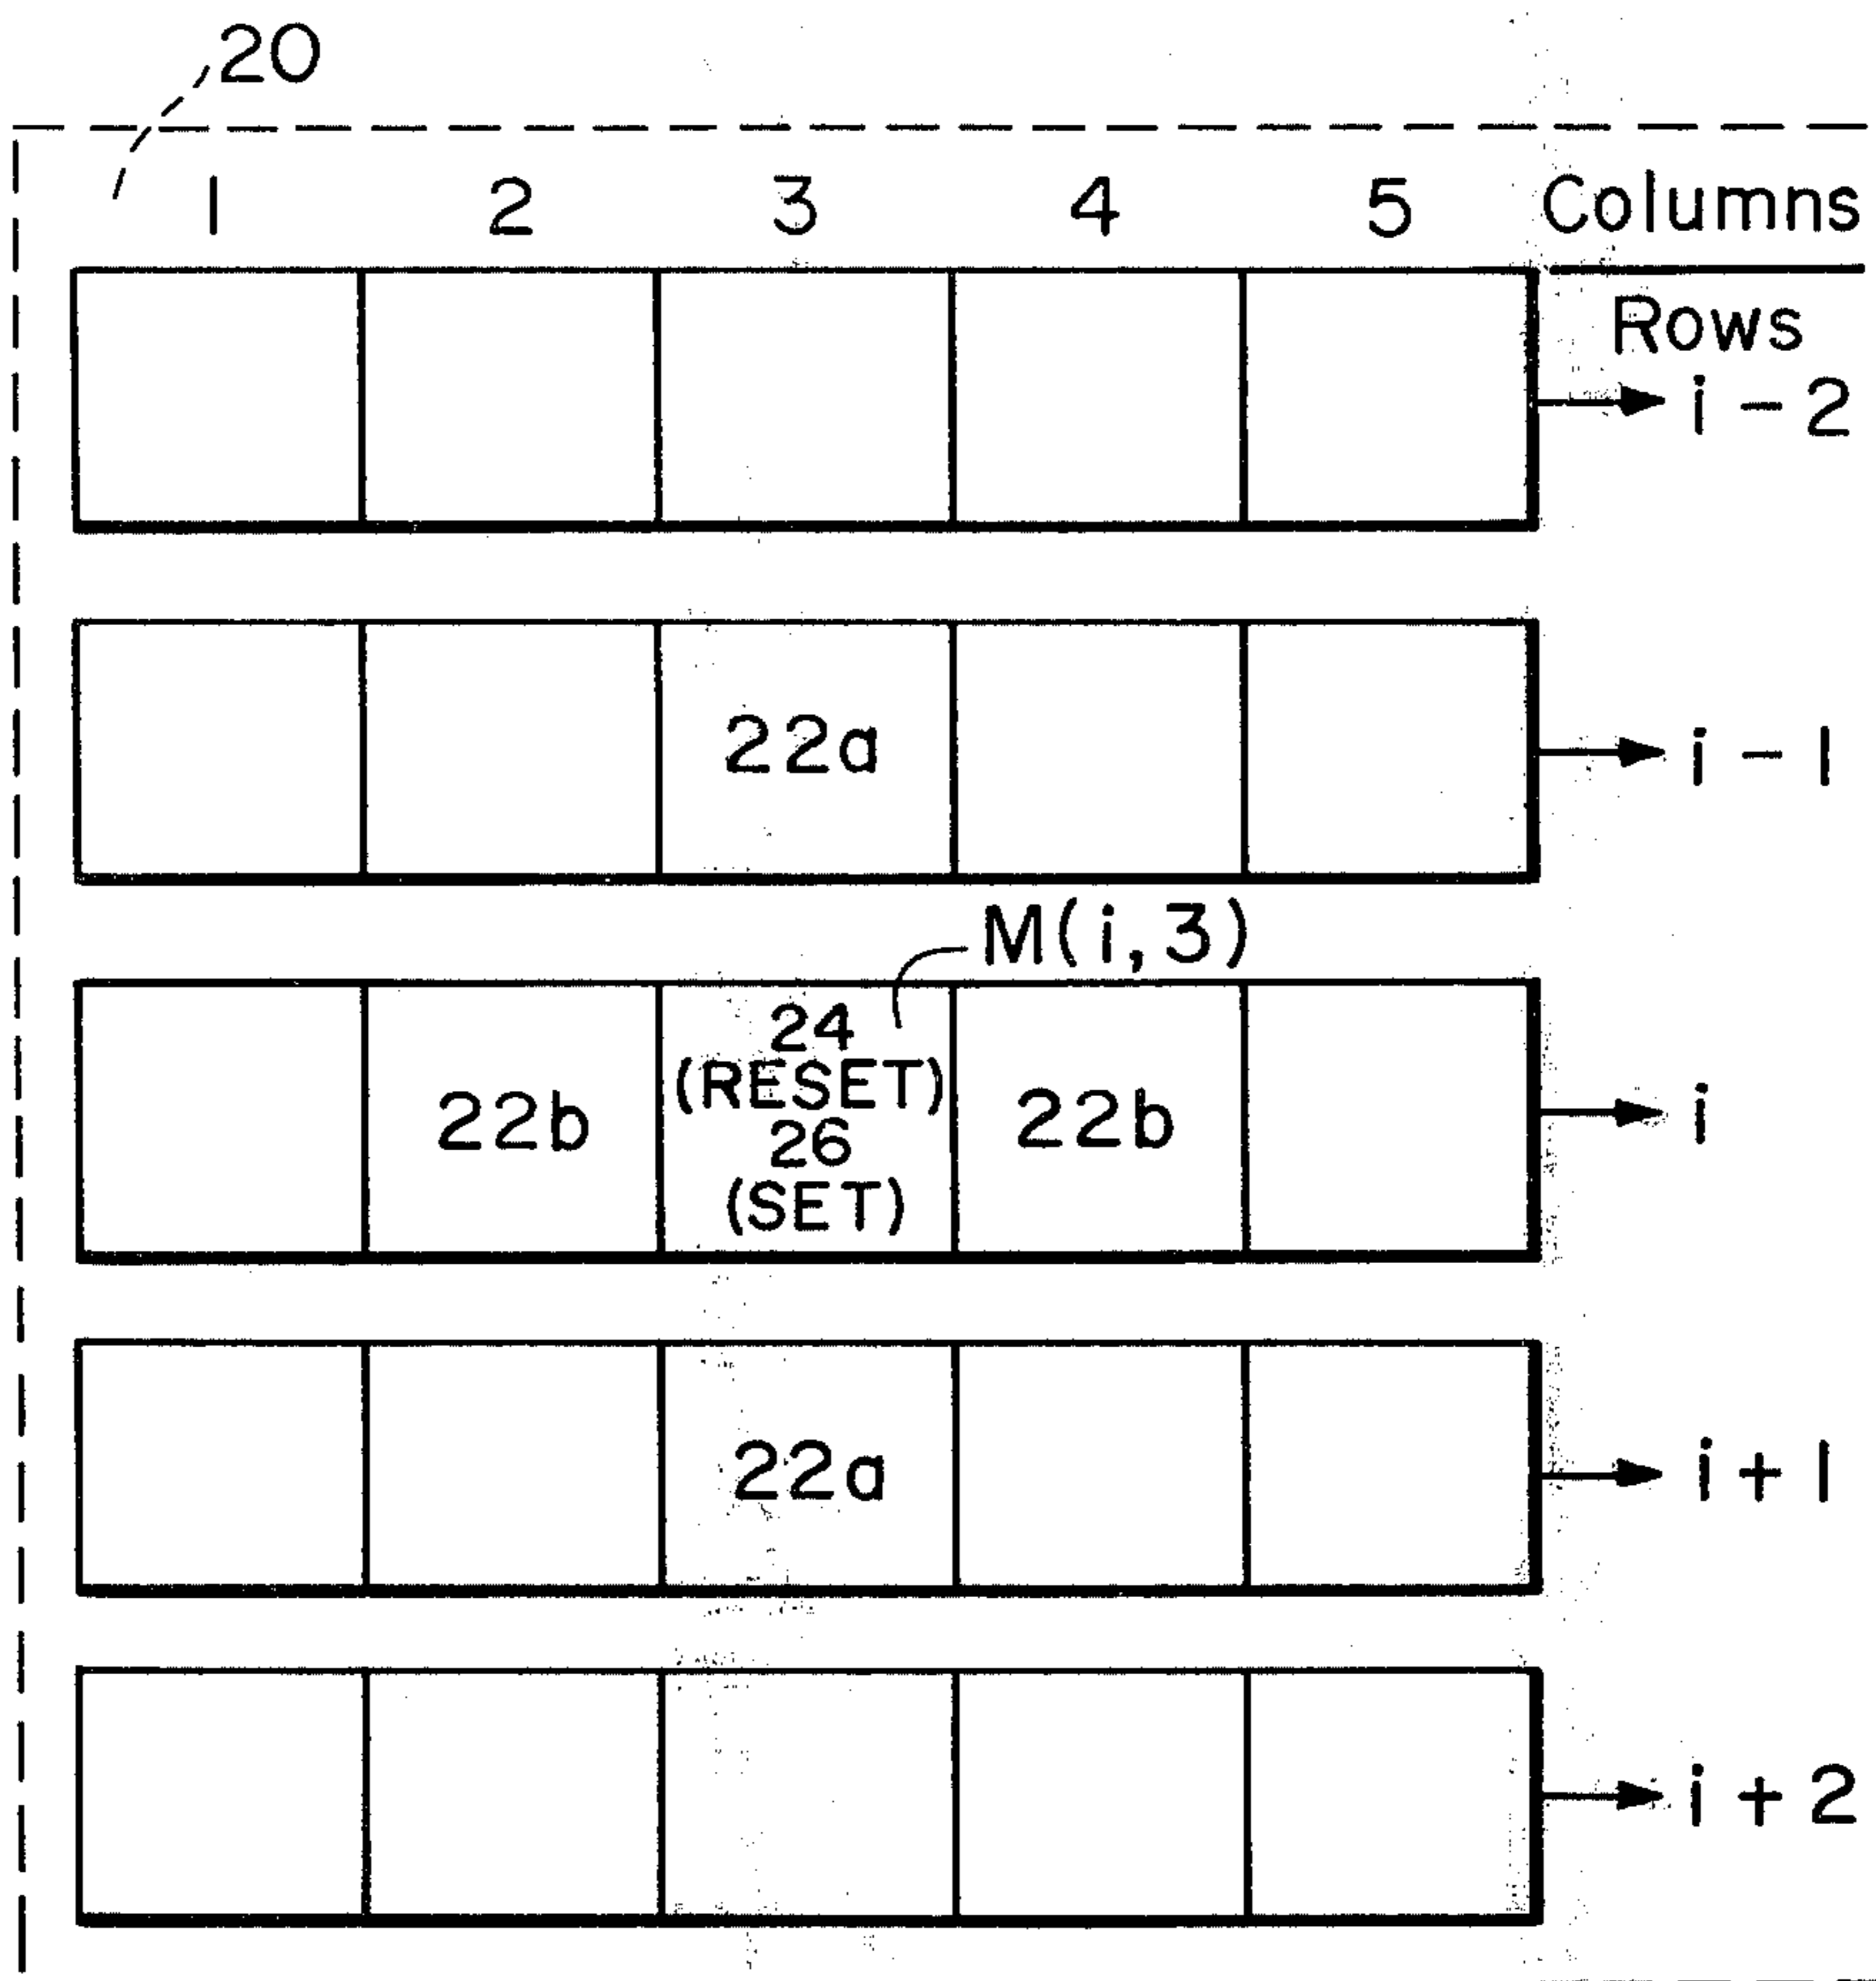 20
1 2 3 4 5 Columns
Rows
i - 2
22a
i - 1
M(i,3)
24
(RESET)
22b 22b
26
(SET)
i
22a
i + 1
i + 2